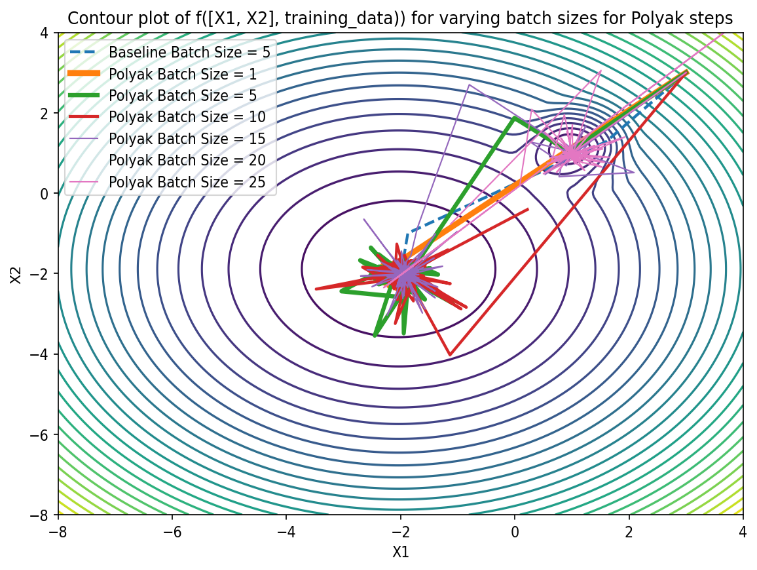 Contour plot of f([X1, X2], training_data)) for varying batch sizes for Polyak steps
4
2
0
−2
−4
−6
−8
X2
Baseline Batch Size = 5
Polyak Batch Size = 1
Polyak Batch Size = 5
Polyak Batch Size = 10
Polyak Batch Size = 15
Polyak Batch Size = 20
Polyak Batch Size = 25
−8 −6 −4 −2 0 2 4
X1